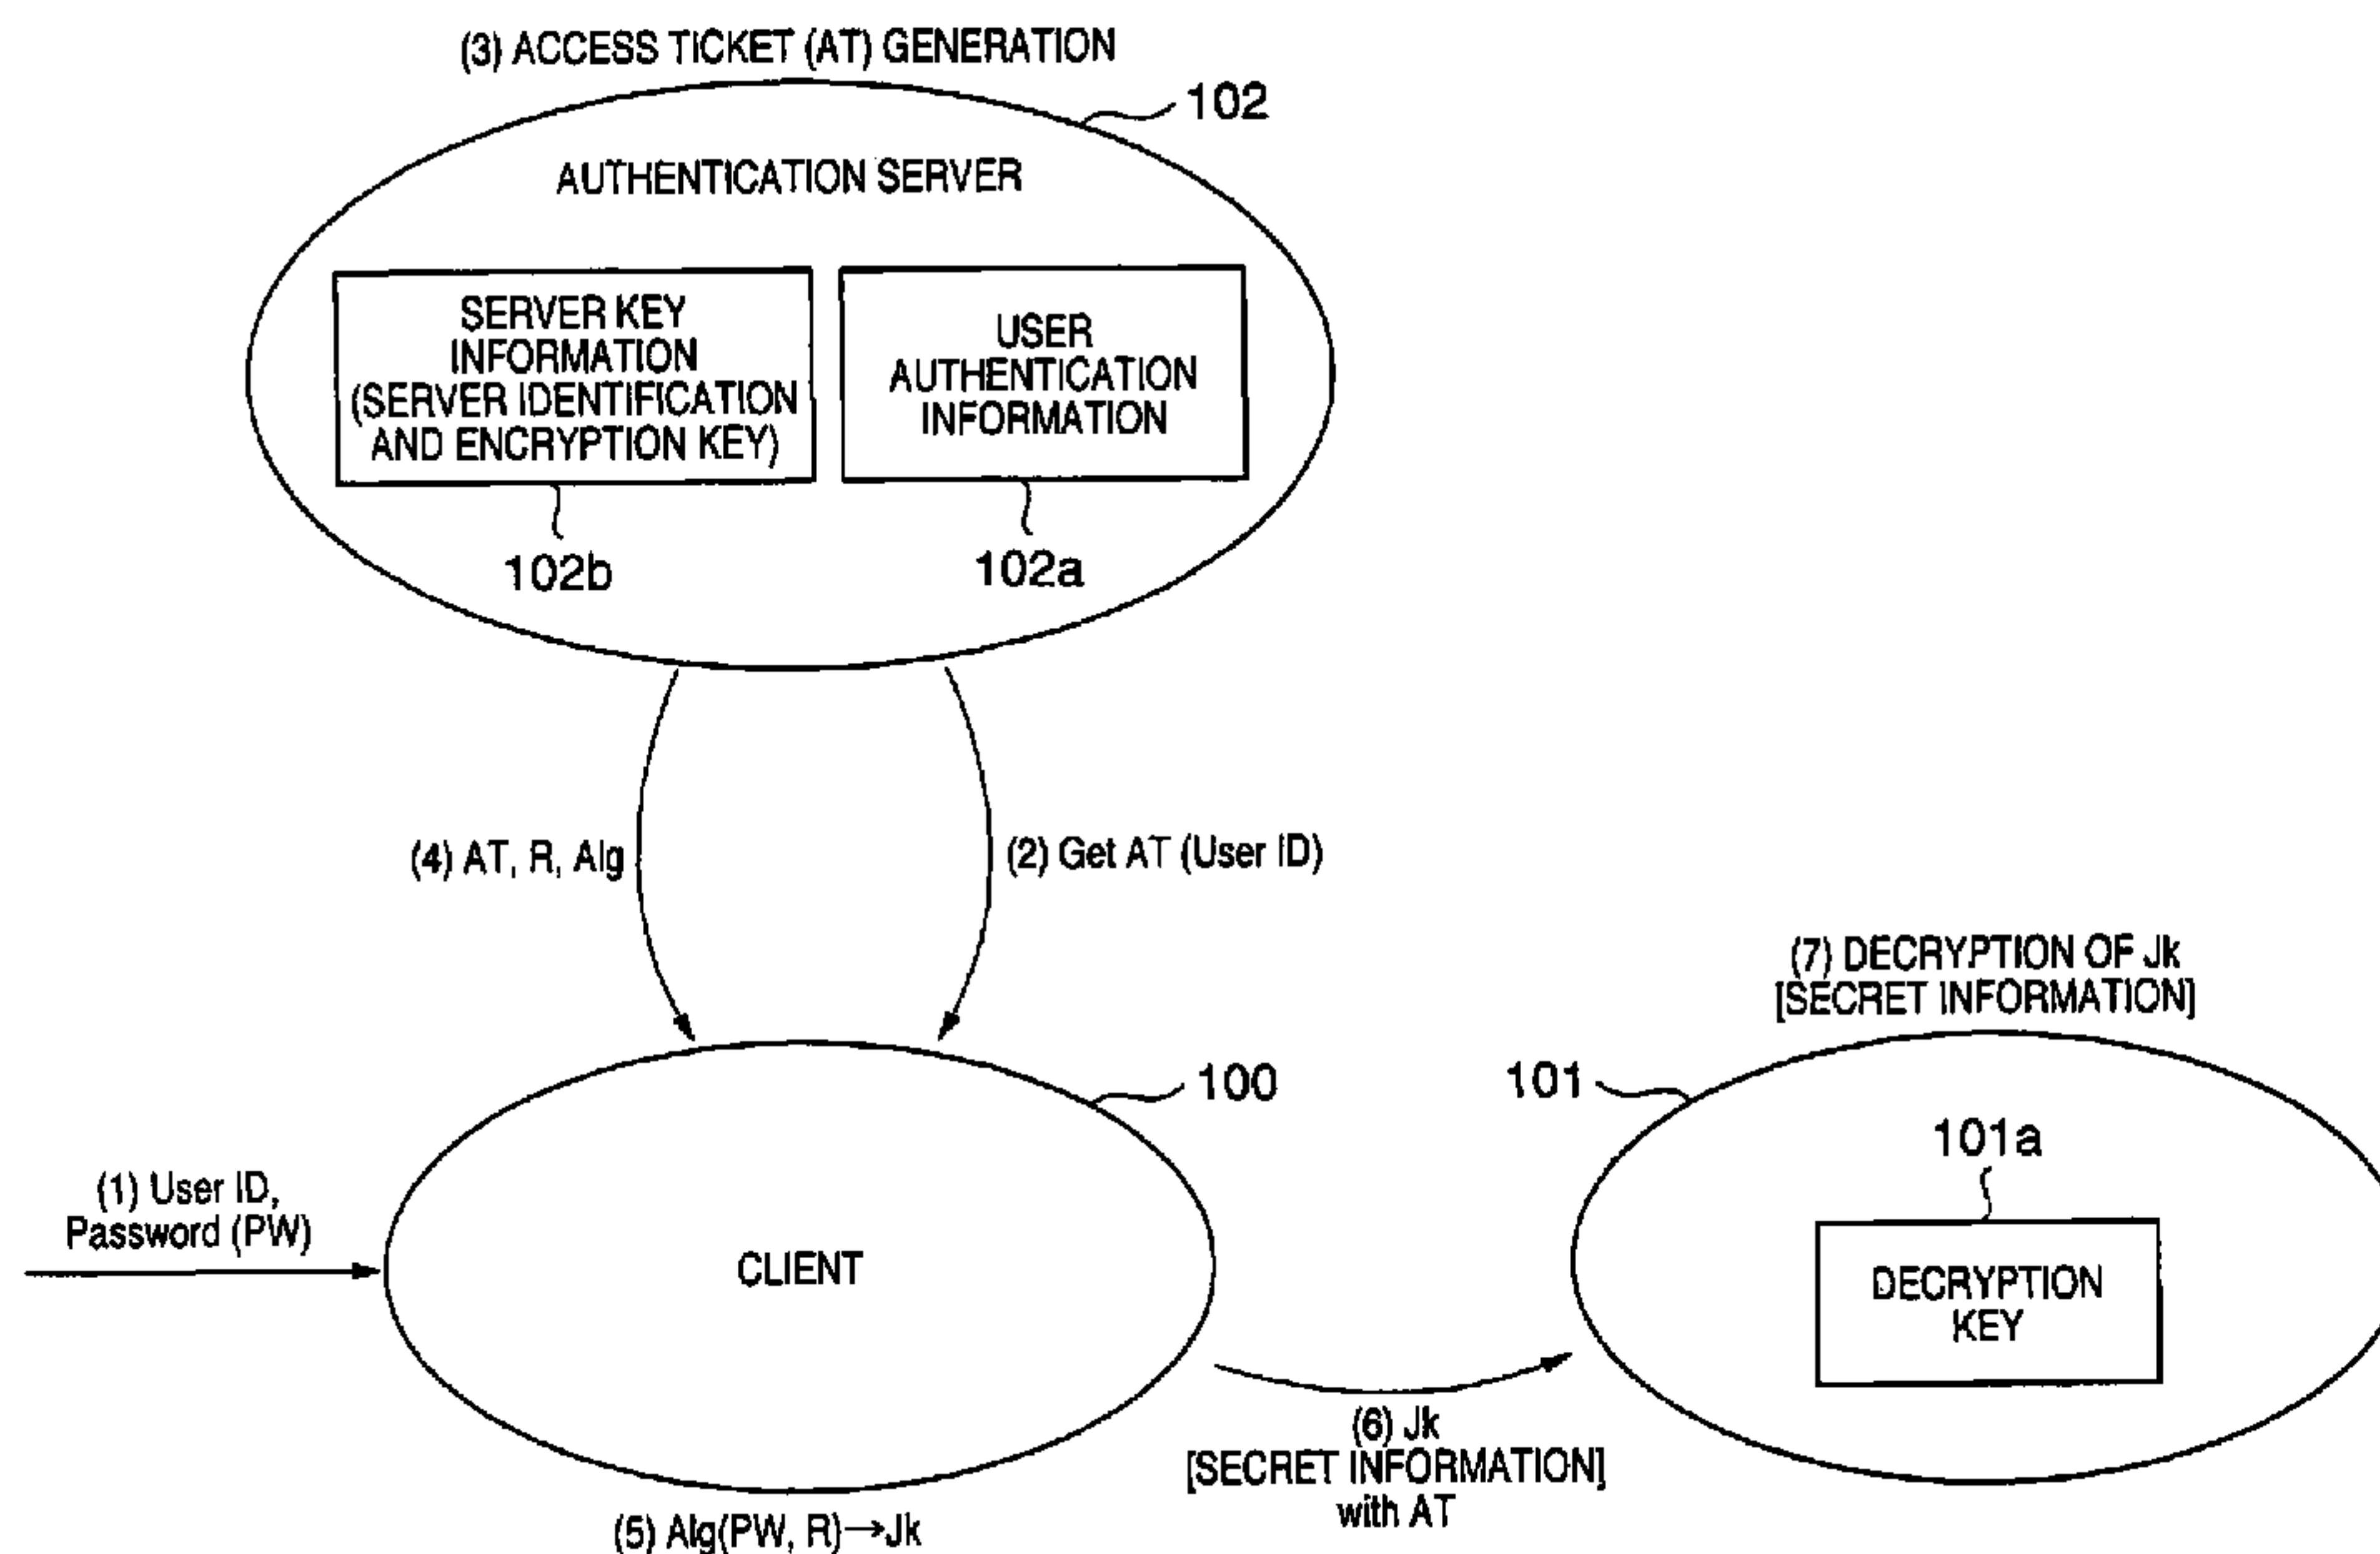 (3) ACCESS TICKET (AT) GENERATION
102
AUTHENTICATION SERVER
SERVER KEY
INFORMATION
(SERVER IDENTIFICATION
AND ENCRYPTION KEY)
USER
AUTHENTICATION
INFORMATION
102b
102a
(4) AT, R, Alg
(2) Get AT (User ID)
(7) DECRYPTION OF Jk
[SECRET INFORMATION]
100
101
101a
(1) User ID,
Password (PW)
CLIENT
DECRYPTION
KEY
(6) Jk
[SECRET INFORMATION]
with AT
(5) Alg(PW, R)→Jk